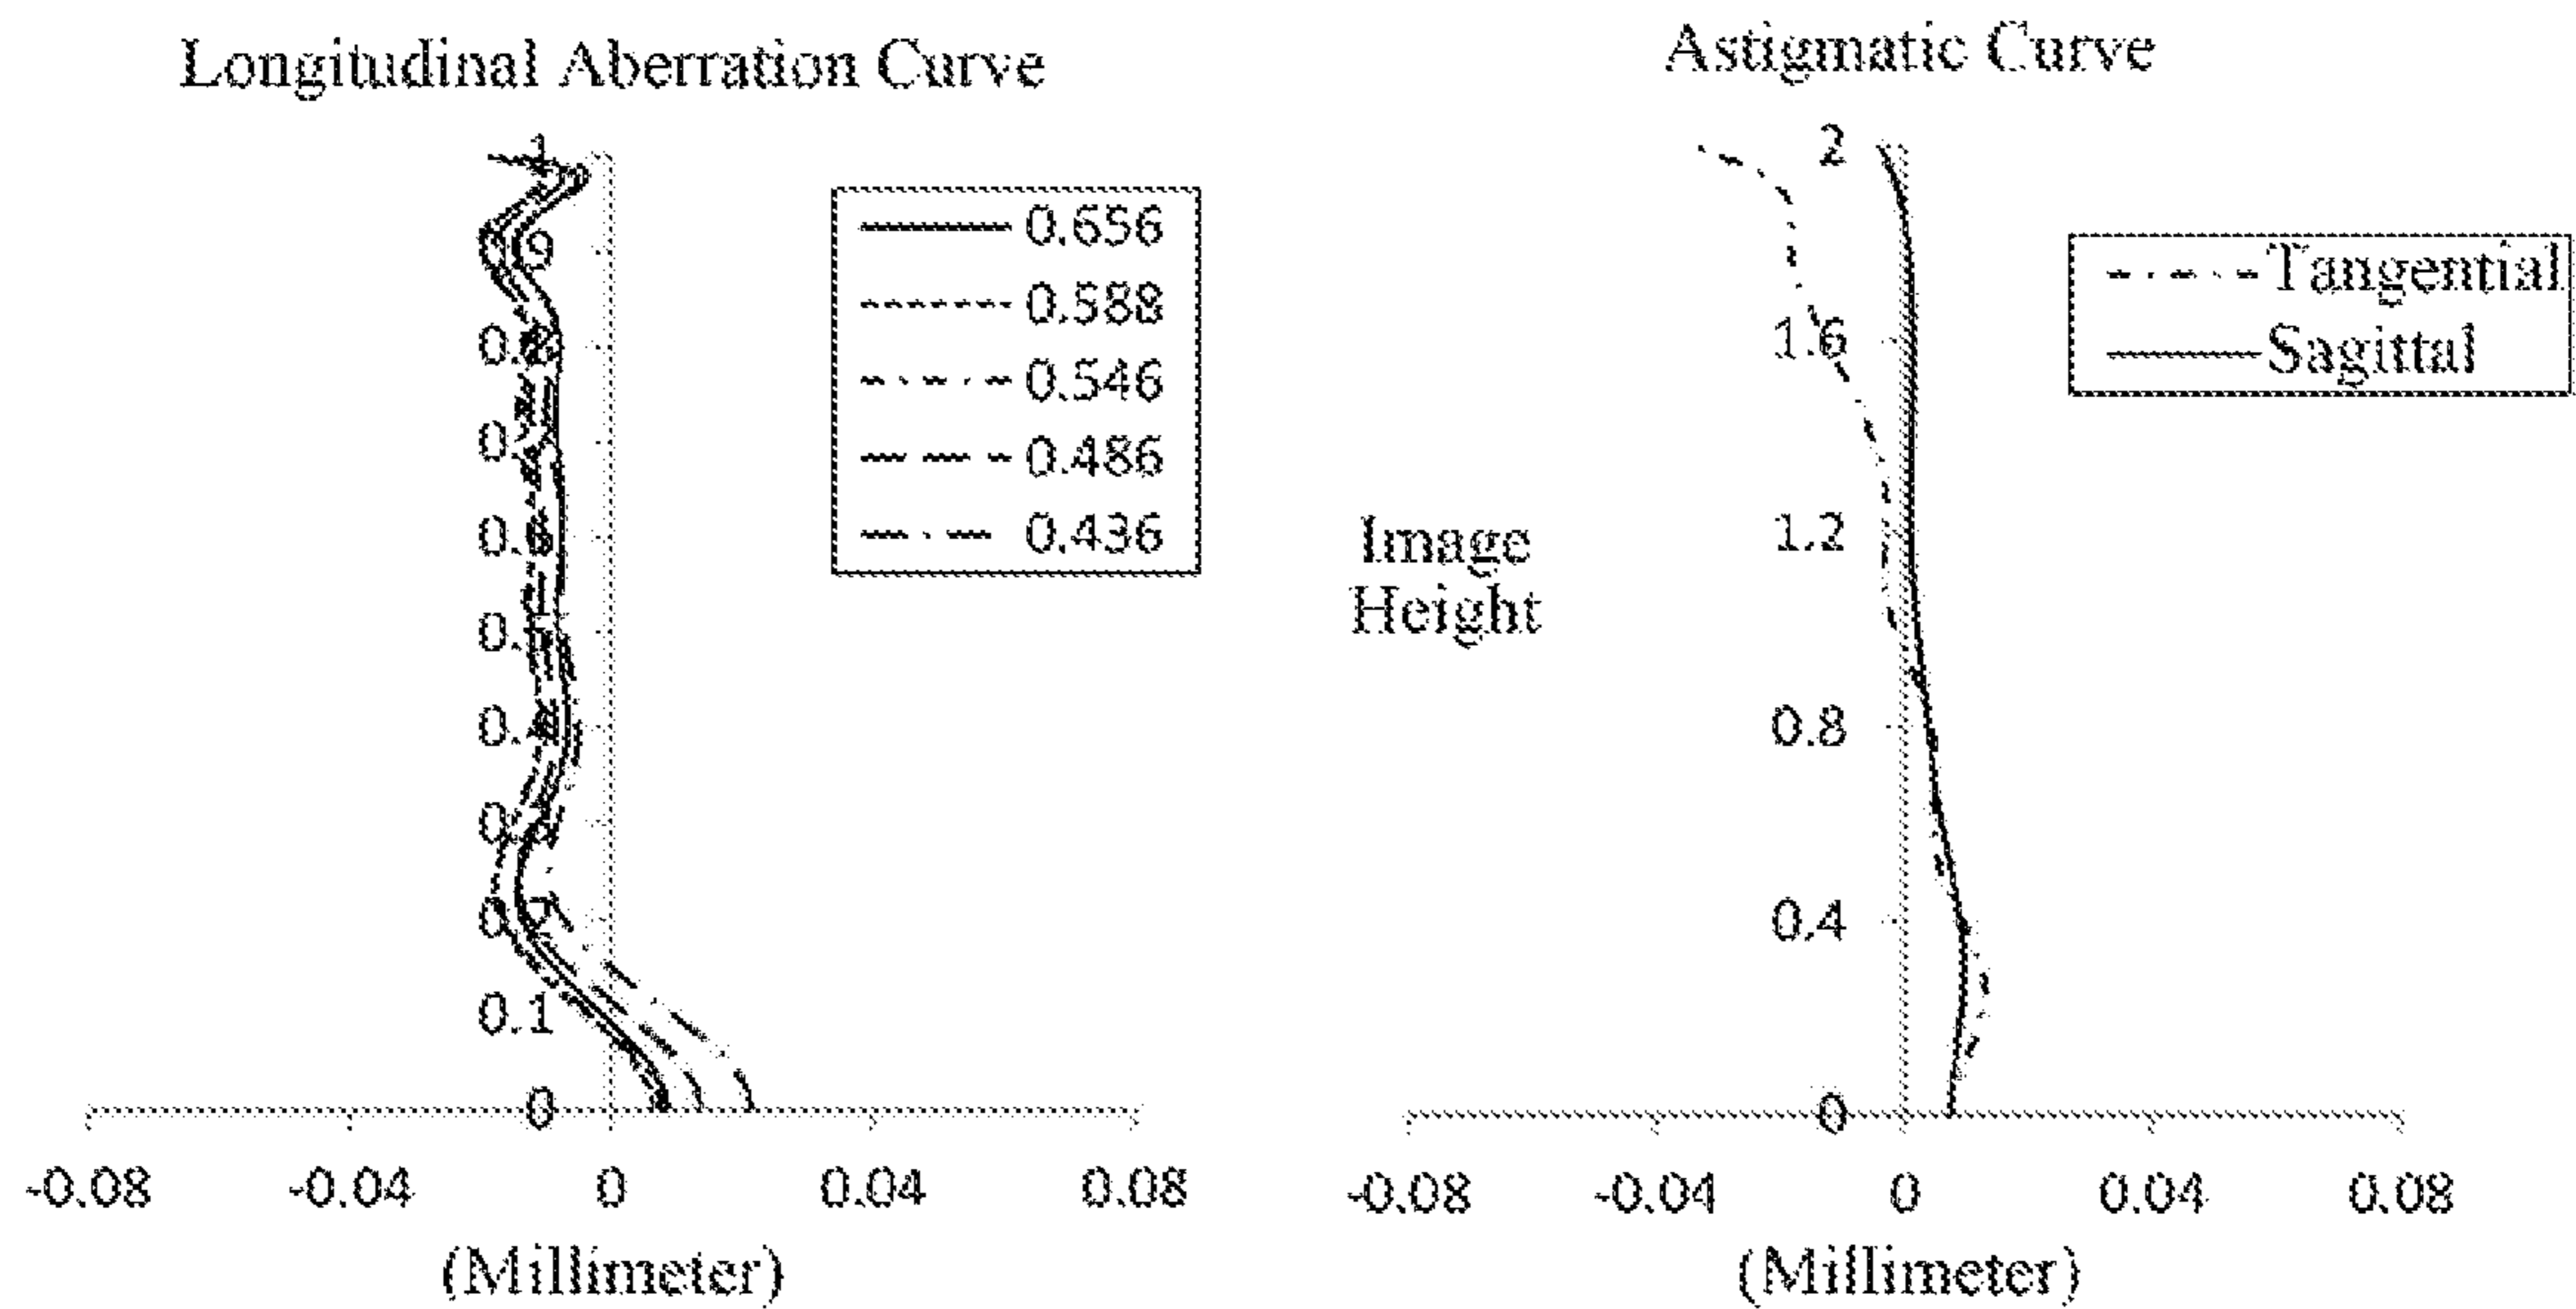 Longitudinal Aberration Curve
1
0.1
0
-0.08 -0.04 0 0.04 0.08
(Millimeter)
0.656
0.588
0.546
0.486
0.436
Astigmatic Curve
Image
Height
2
1.6
1.2
0.8
0.4
0
-0.08 -0.04 0 0.04 0.08
(Millimeter)
Tangential
Sagittal